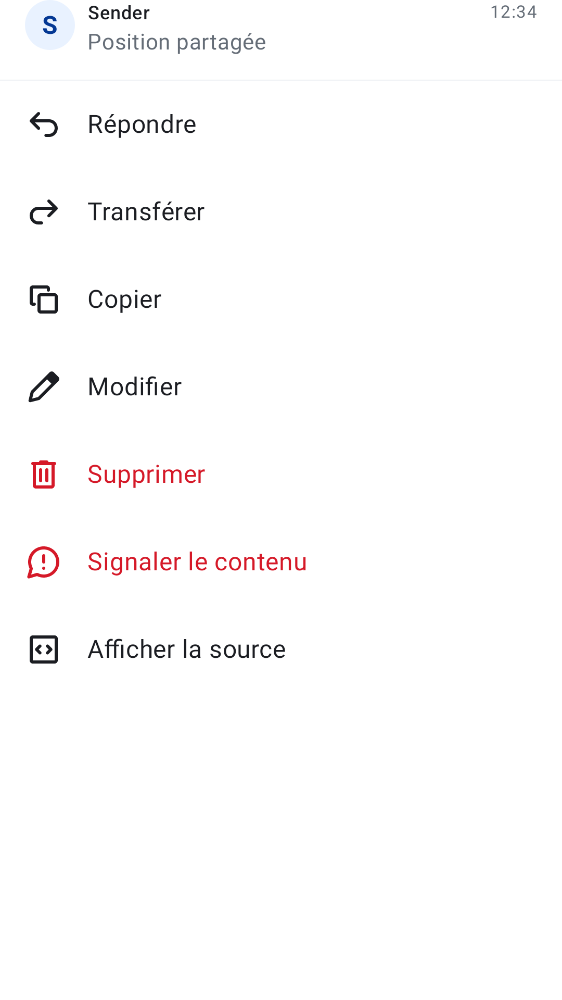 S
Sender
12:34
Position partagée
Répondre
Transférer
Copier
Modifier
Supprimer
Signaler le contenu
Afficher la source